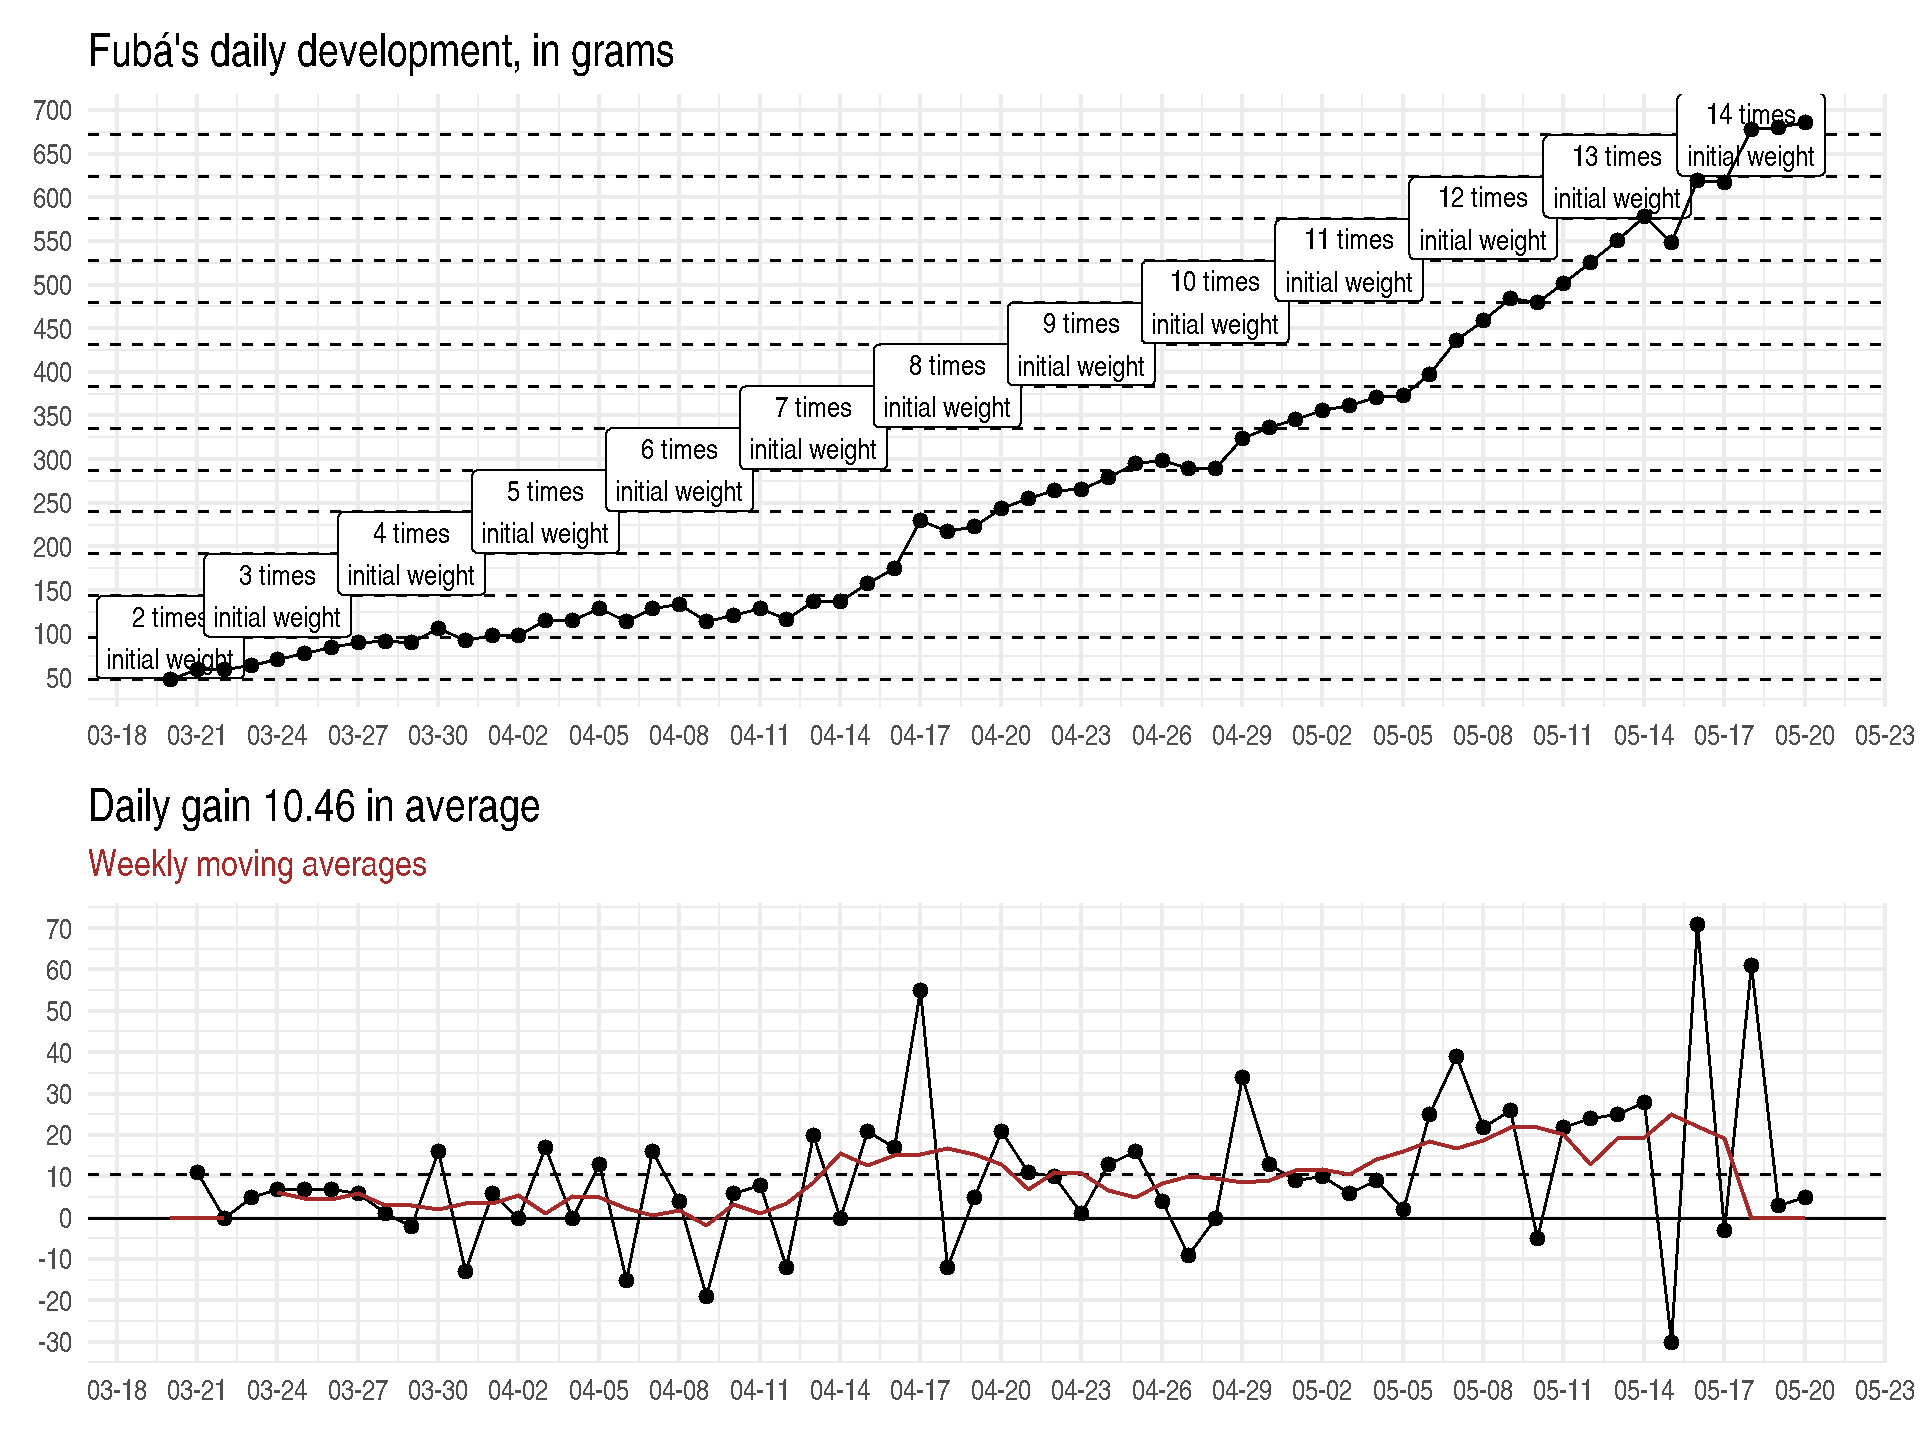 Fubá's daily development, in grams
700
650
600
550
500
450
400
350
300
250
200
150
100
50
14 times
initial weight
13 times
initial weight
12 times
initial weight
11 times
initial weight
10 times
initial weight
9 times
initial weight
8 times
initial weight
7 times
initial weight
6 times
initial weight
5 times
initial weight
4 times
initial weight
3 times
initial weight
2 times
initial weight
03-18 03-21 03-24 03-27 03-30 04-02 04-05 04-08 04-11 04-14 04-17 04-20 04-23 04-26 04-29 05-02 05-05 05-08 05-11 05-14 05-17 05-20 05-23
Daily gain 10.46 in average
Weekly moving averages
70
60
50
40
30
20
10
0
-10
-20
-30
03-18 03-21 03-24 03-27 03-30 04-02 04-05 04-08 04-11 04-14 04-17 04-20 04-23 04-26 04-29 05-02 05-05 05-08 05-11 05-14 05-17 05-20 05-23